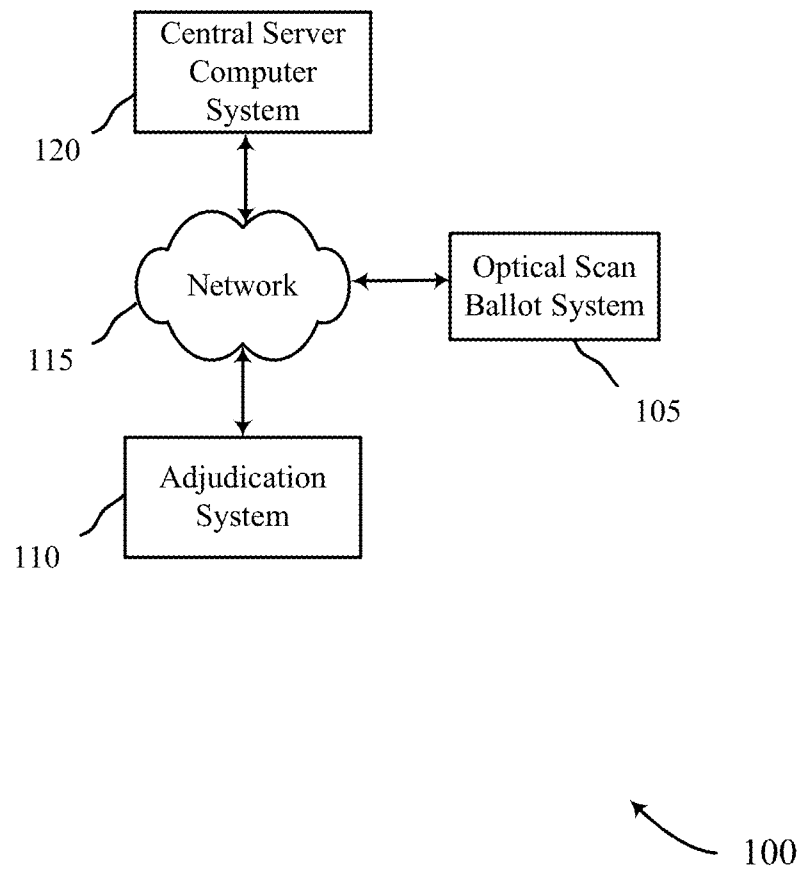 Central Server
Computer
System
120
Network
115
Optical Scan
Ballot System
105
Adjudication
System
110
100